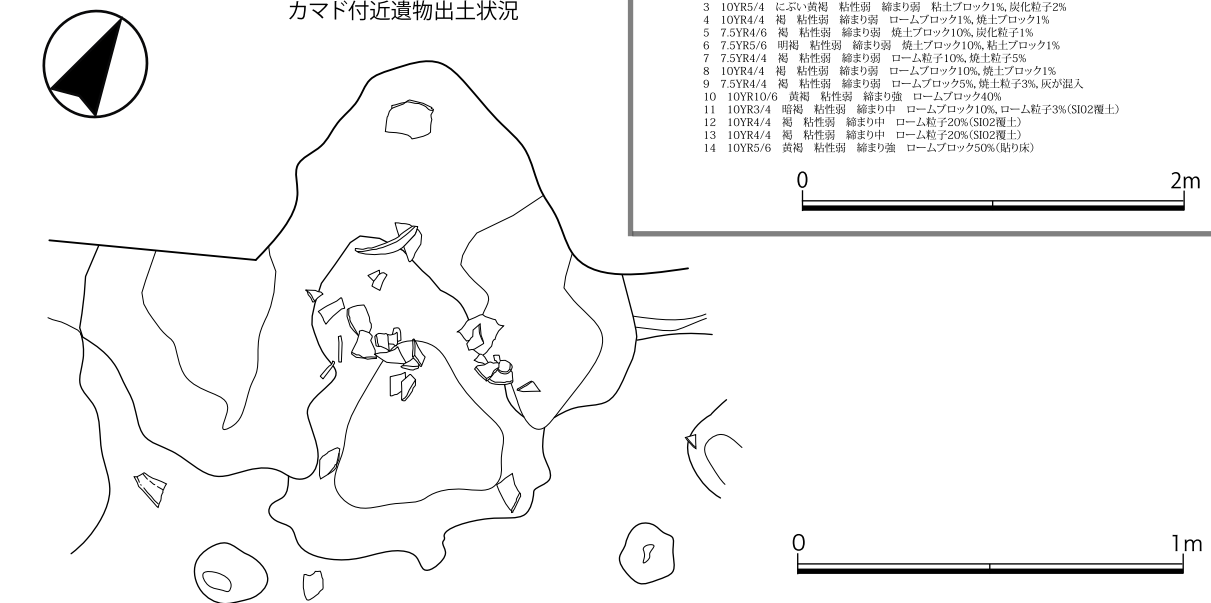 カマド付近遺物出土状況
3　10YR5/4　にぶい黄褐　粘性弱　締まり弱　粘土ブロック1%, 炭化粒子2%
4　10YR4/4　褐　粘性弱　締まり弱　ロームブロック1%, 焼土ブロック1%
5　7.5YR4/6　褐　粘性弱　締まり弱　焼土ブロック10%, 炭化粒子1%
6　7.5YR5/6　明褐　粘性弱　締まり弱　焼土ブロック10%, 粘土ブロック1%
7　7.5YR4/4　褐　粘性弱　締まり弱　ローム粒子10%, 焼土粒子5%
8　10YR4/4　褐　粘性弱　締まり弱　ロームブロック10%, 焼土ブロック1%
9　7.5YR4/4　褐　粘性弱　締まり弱　ロームブロック5%, 焼土粒子3%, 灰が混入
10　10YR10/6　黄褐　粘性弱　締まり強　ロームブロック40%
11　10YR3/4　暗褐　粘性弱　締まり中　ロームブロック10%, ローム粒子3%(SI02覆土)
12　10YR4/4　褐　粘性弱　締まり中　ローム粒子20%(SI02覆土)
13　10YR4/4　褐　粘性弱　締まり中　ローム粒子20%(SI02覆土)
14　10YR5/6　黄褐　粘性弱　締まり強　ロームブロック50%(貼り床)
0 2m
0 1m